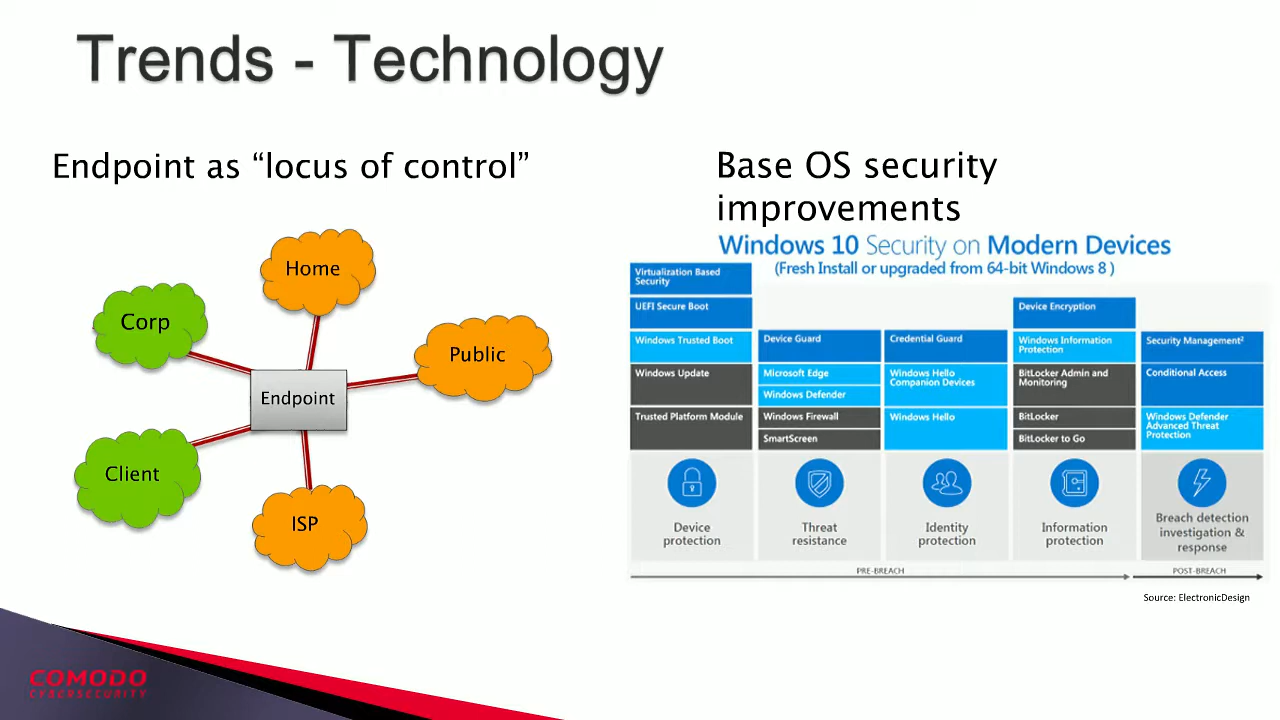 Trends - Technology
Endpoint as “locus of control”
Home
Corp
Public
Endpoint
Client
ISP
Base OS security
improvements
Windows 10 Security on Modern Devices
(Fresh Install or upgraded from 64-bit Windows 8 )
Virtualization Based
Security
UEFI Secure Boot
Windows Trusted Boot
Windows Update
Trusted Platform Module
Device
protection
Device Guard
Microsoft Edge
Windows Defender
Windows Firewall
SmartScreen
Threat
resistance
Credential Guard
Windows Hello
Companion Devices
Windows Hello
Identity
protection
Device Encryption
Windows Information
Protection
BitLocker Admin and
Monitoring
BitLocker
BitLocker to Go
Information
protection
Security Management²
Conditional Access
Windows Defender
Advanced Threat
Protection
Breach detection
investigation &
response
PRE-BREACH
POST-BREACH
Source: ElectronicDesign
COMODO
CYBERSECURITY